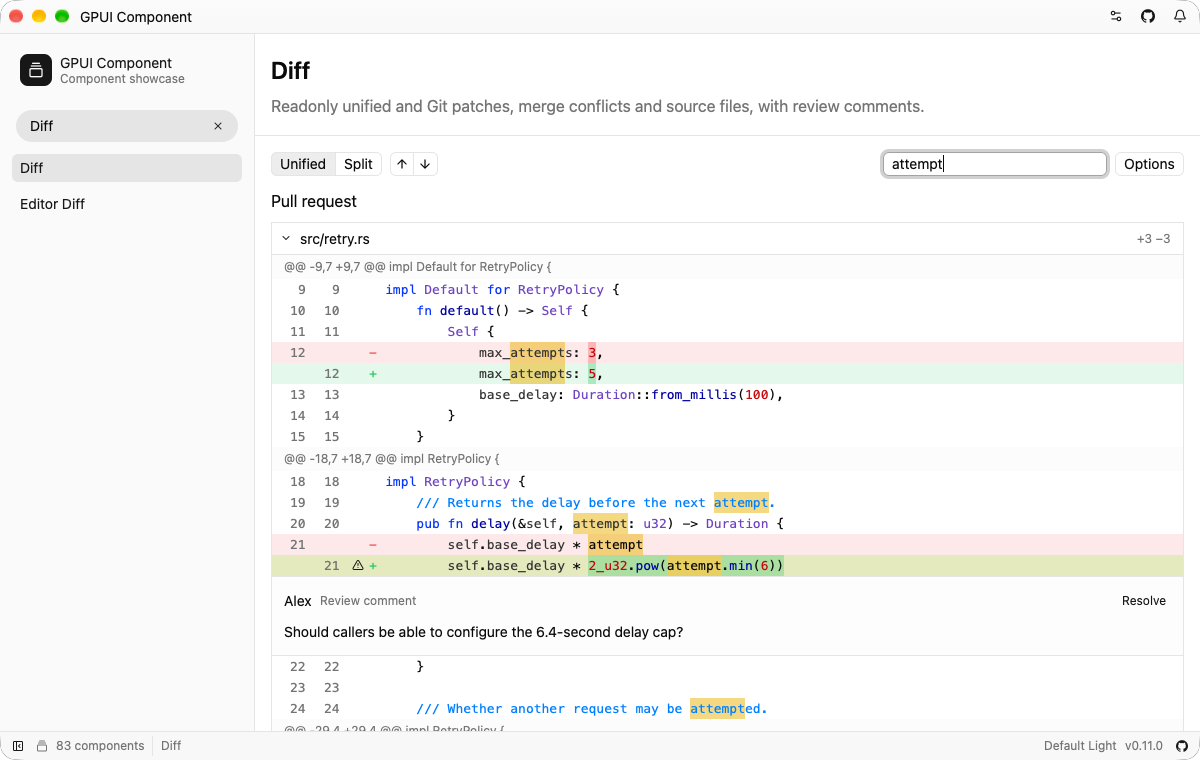 GPUI Component
GPUI Component
Component showcase
Diff
Diff
Editor Diff
Diff
Readonly unified and Git patches, merge conflicts and source files, with review comments.
Unified Split ↑ ↓ attempt Options
Pull request
src/retry.rs +3 −3
@@ -9,7 +9,7 @@ impl Default for RetryPolicy {
9 9 impl Default for RetryPolicy {
10 10 fn default() -> Self {
11 11 Self {
12 − max_attempts: 3,
12 + max_attempts: 5,
13 13 base_delay: Duration::from_millis(100),
14 14 }
15 15 }
@@ -18,7 +18,7 @@ impl RetryPolicy {
18 18 impl RetryPolicy {
19 19 /// Returns the delay before the next attempt.
20 20 pub fn delay(&self, attempt: u32) -> Duration {
21 − self.base_delay * attempt
21 + self.base_delay * 2_u32.pow(attempt.min(6))
Alex Review comment Resolve
Should callers be able to configure the 6.4-second delay cap?
22 22 }
23 23
24 24 /// Whether another request may be attempted.
@@ -29,4 +29,4 @@ impl RetryPolicy {
83 components Diff Default Light v0.11.0